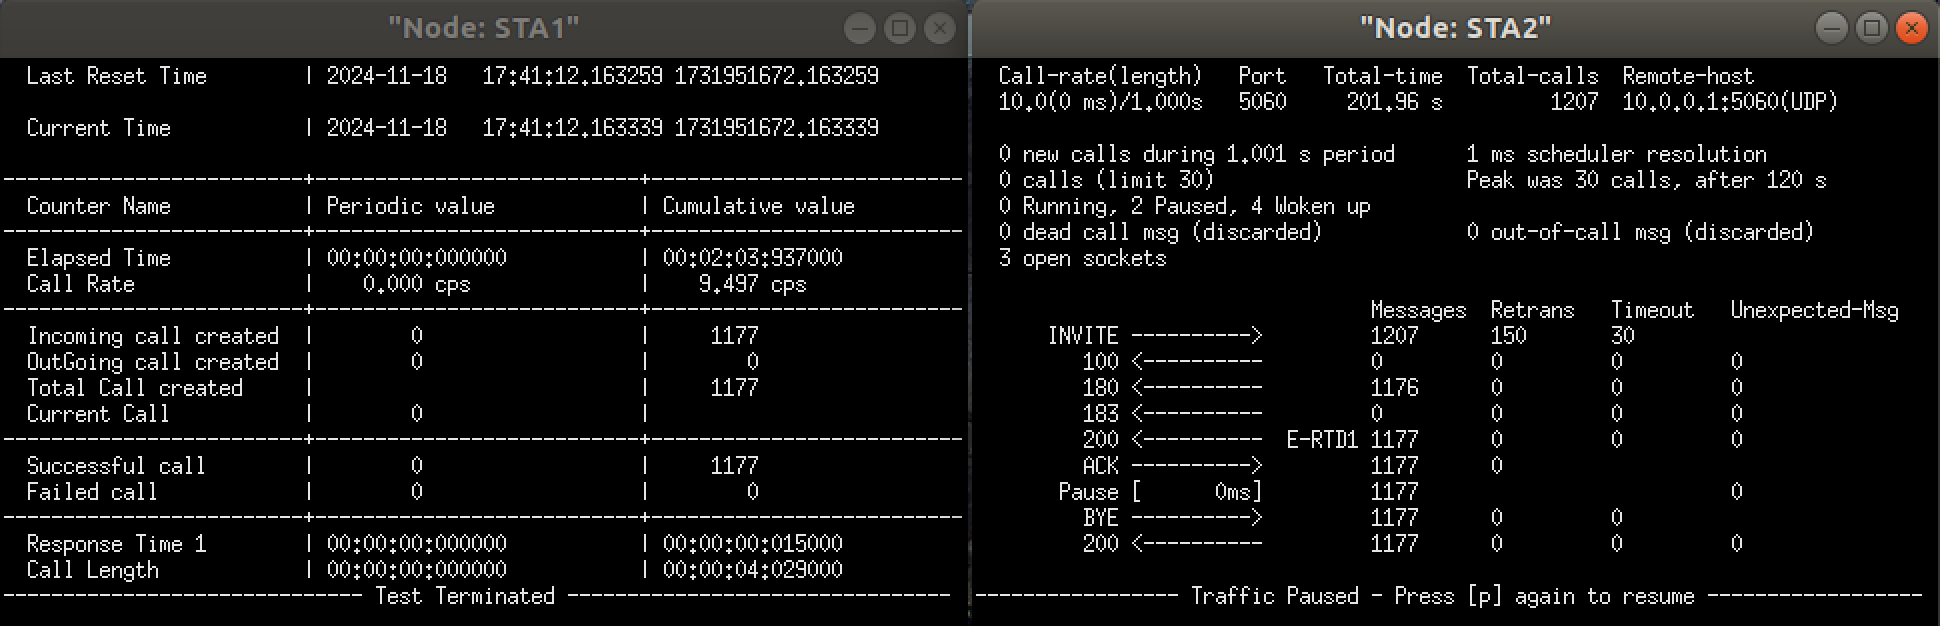 "Node: STA1"
Last Reset Time | 2024-11-18 17:41:12.163259 1731951672.163259
Current Time | 2024-11-18 17:41:12.163339 1731951672.163339
-------------------------+----------------------------+--------------------------
Counter Name | Periodic value | Cumulative value
-------------------------+----------------------------+--------------------------
Elapsed Time | 00:00:00:000000 | 00:02:03:937000
Call Rate | 0.000 cps | 9.497 cps
-------------------------+----------------------------+--------------------------
Incoming call created | 0 | 1177
OutGoing call created | 0 | 0
Total Call created | | 1177
Current Call | 0 |
-------------------------+----------------------------+--------------------------
Successful call | 0 | 1177
Failed call | 0 | 0
-------------------------+----------------------------+--------------------------
Response Time 1 | 00:00:00:000000 | 00:00:00:015000
Call Length | 00:00:00:000000 | 00:00:04:029000
------------------------------ Test Terminated --------------------------------
"Node: STA2"
Call-rate(length) Port Total-time Total-calls Remote-host
10.0(0 ms)/1.000s 5060 201.96 s 1207 10.0.0.1:5060(UDP)
0 new calls during 1.001 s period 1 ms scheduler resolution
0 calls (limit 30) Peak was 30 calls, after 120 s
0 Running, 2 Paused, 4 Woken up
0 dead call msg (discarded) 0 out-of-call msg (discarded)
3 open sockets
Messages Retrans Timeout Unexpected-Msg
INVITE ----------> 1207 150 30
100 <---------- 0 0 0 0
180 <---------- 1176 0 0 0
183 <---------- 0 0 0 0
200 <---------- E-RTD1 1177 0 0 0
ACK ----------> 1177 0
Pause [ 0ms] 1177 0
BYE ----------> 1177 0 0
200 <---------- 1177 0 0 0
----------------- Traffic Paused - Press [p] again to resume ------------------